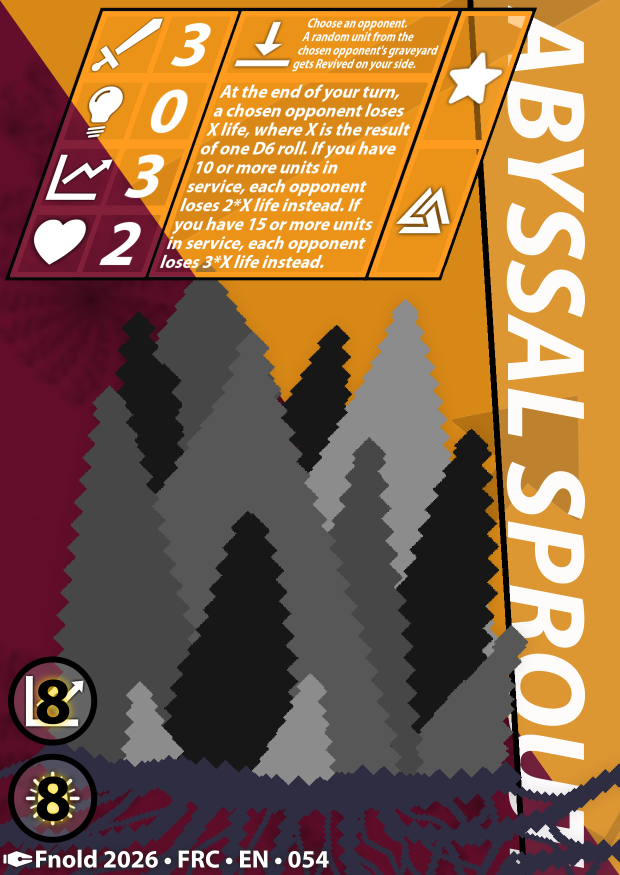 3
0
3
2
Choose an opponent.
A random unit from the
chosen opponent's graveyard
gets Revived on your side.
At the end of your turn,
a chosen opponent loses
X life, where X is the result
of one D6 roll. If you have
10 or more units in
service, each opponent
loses 2*X life instead. If
you have 15 or more units
in service, each opponent
loses 3*X life instead.
ABYSSAL SPROUT
8
8
Fnold 2026 • FRC • EN • 054